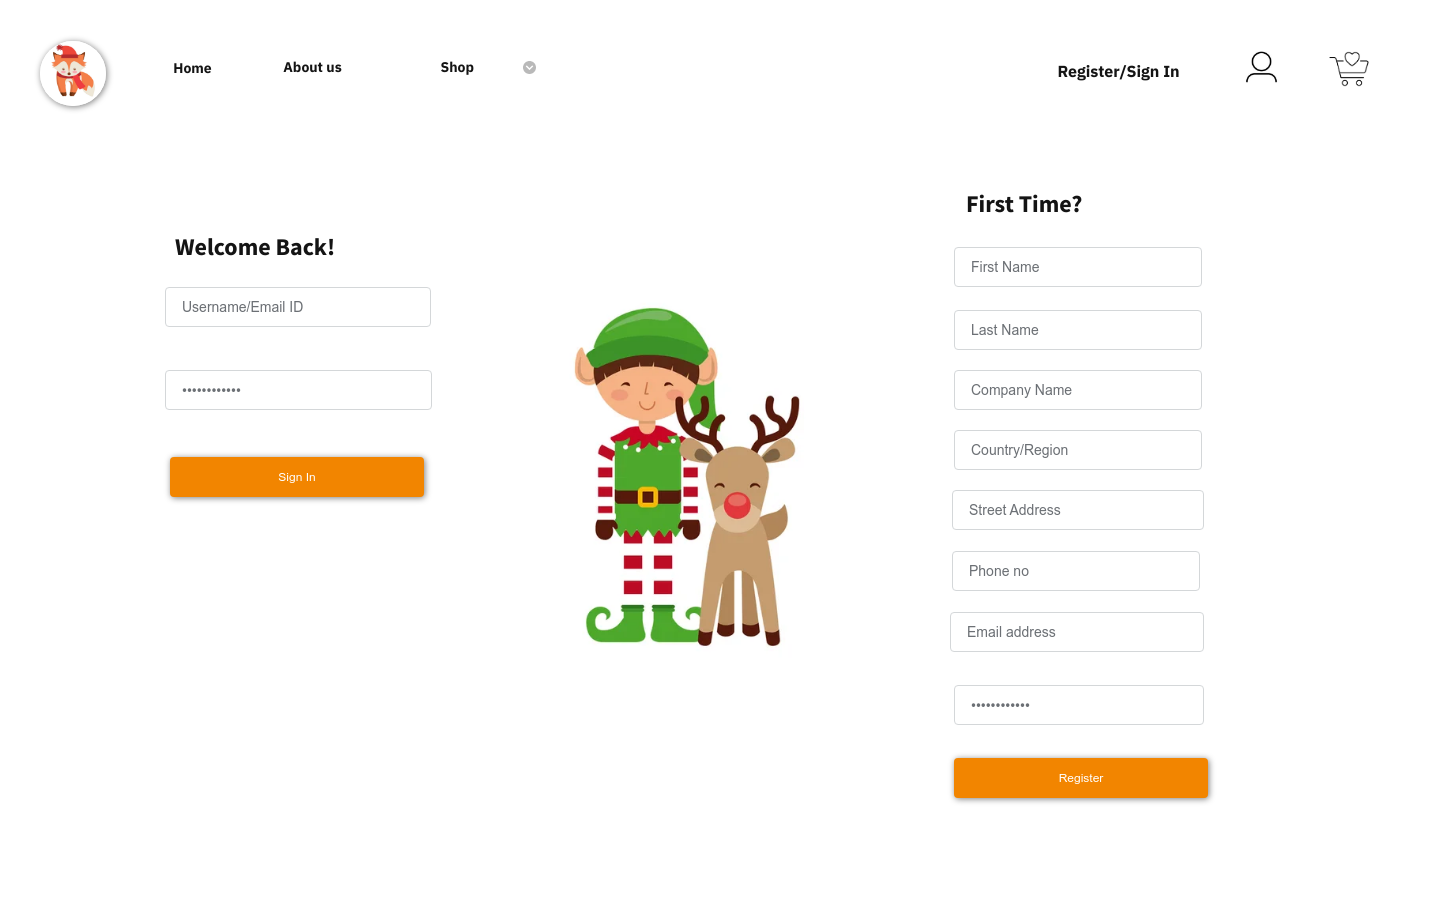 Home
About us
Shop
Register/Sign In
Welcome Back!
Username/Email ID
••••••••••••
Sign In
First Time?
First Name
Last Name
Company Name
Country/Region
Street Address
Phone no
Email address
••••••••••••
Register